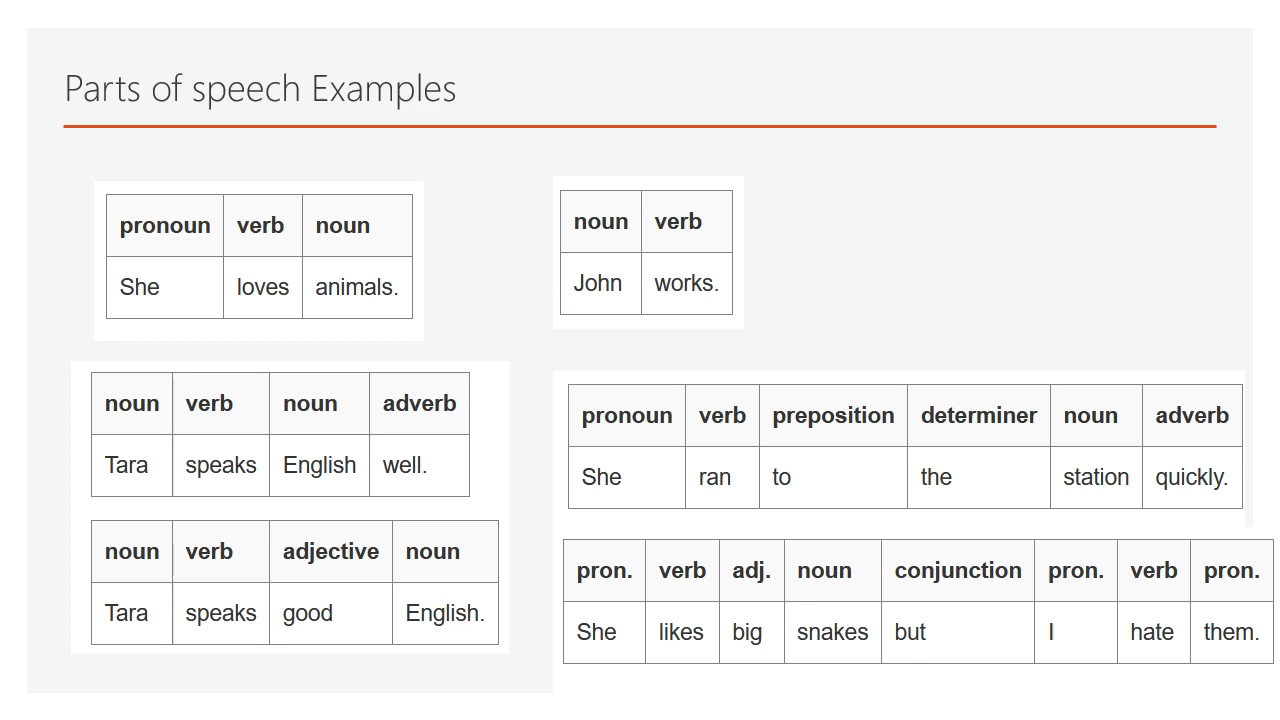 Parts of speech Examples
pronoun verb noun
She loves animals.
noun verb
John works.
noun verb noun adverb
Tara speaks English well.
noun verb adjective noun
Tara speaks good English.
pronoun verb preposition determiner noun adverb
She ran to the station quickly.
pron. verb adj. noun conjunction pron. verb pron.
She likes big snakes but I hate them.